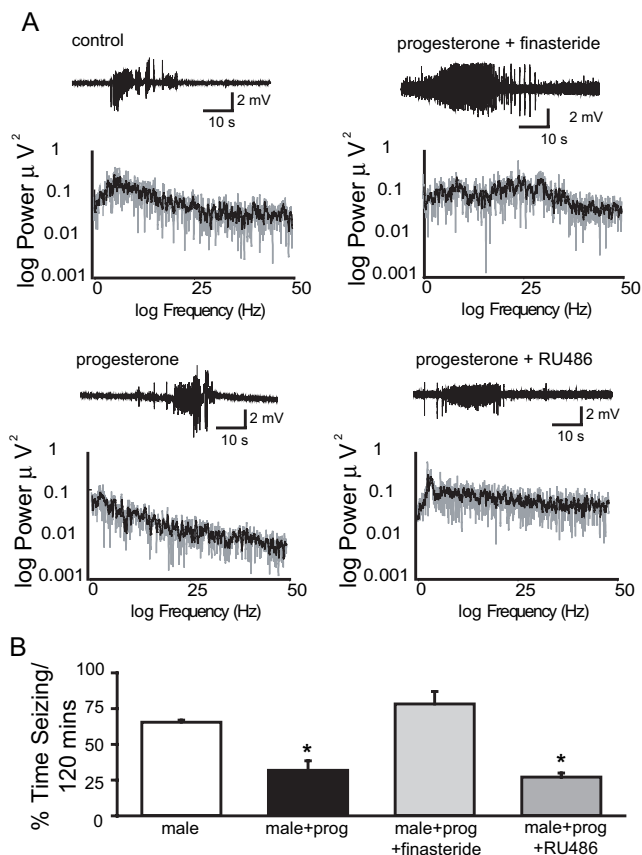 A
control
2 mV
10 s
log Power μ V2
1
0.1
0.01
0.001
0
25
50
log Frequency (Hz)
progesterone + finasteride
2 mV
10 s
log Power μ V2
1
0.1
0.01
0.001
0
25
50
log Frequency (Hz)
progesterone
2 mV
10 s
log Power μ V2
1
0.1
0.01
0.001
0
25
50
log Frequency (Hz)
progesterone + RU486
2 mV
10 s
log Power μ V2
1
0.1
0.01
0.001
0
25
50
log Frequency (Hz)
B
% Time Seizing/
120 mins
100
75
50
25
0
*
*
male
male+prog
male+prog
+finasteride
male+prog
+RU486